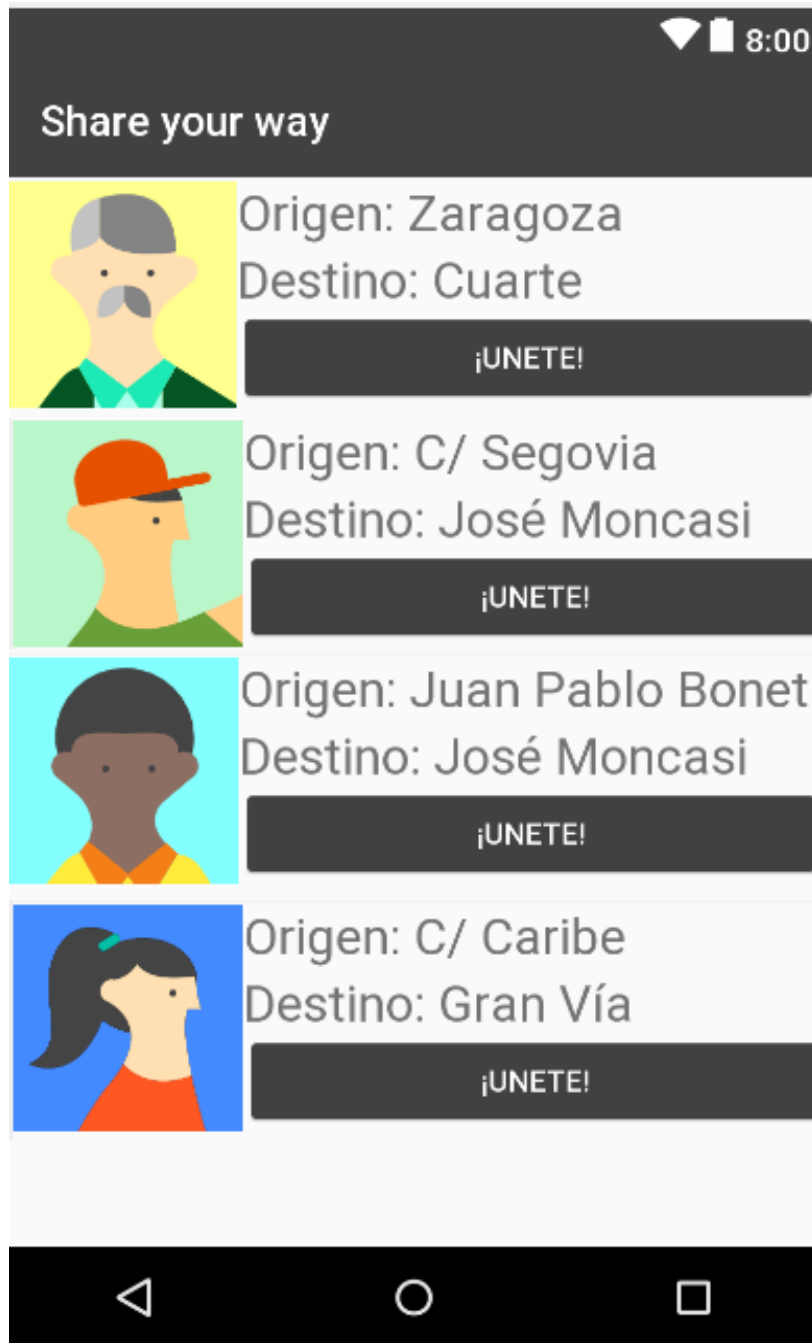 8:00
Share your way
Origen: Zaragoza
Destino: Cuarte
¡UNETE!
Origen: C/ Segovia
Destino: José Moncasi
¡UNETE!
Origen: Juan Pablo Bonet
Destino: José Moncasi
¡UNETE!
Origen: C/ Caribe
Destino: Gran Vía
¡UNETE!